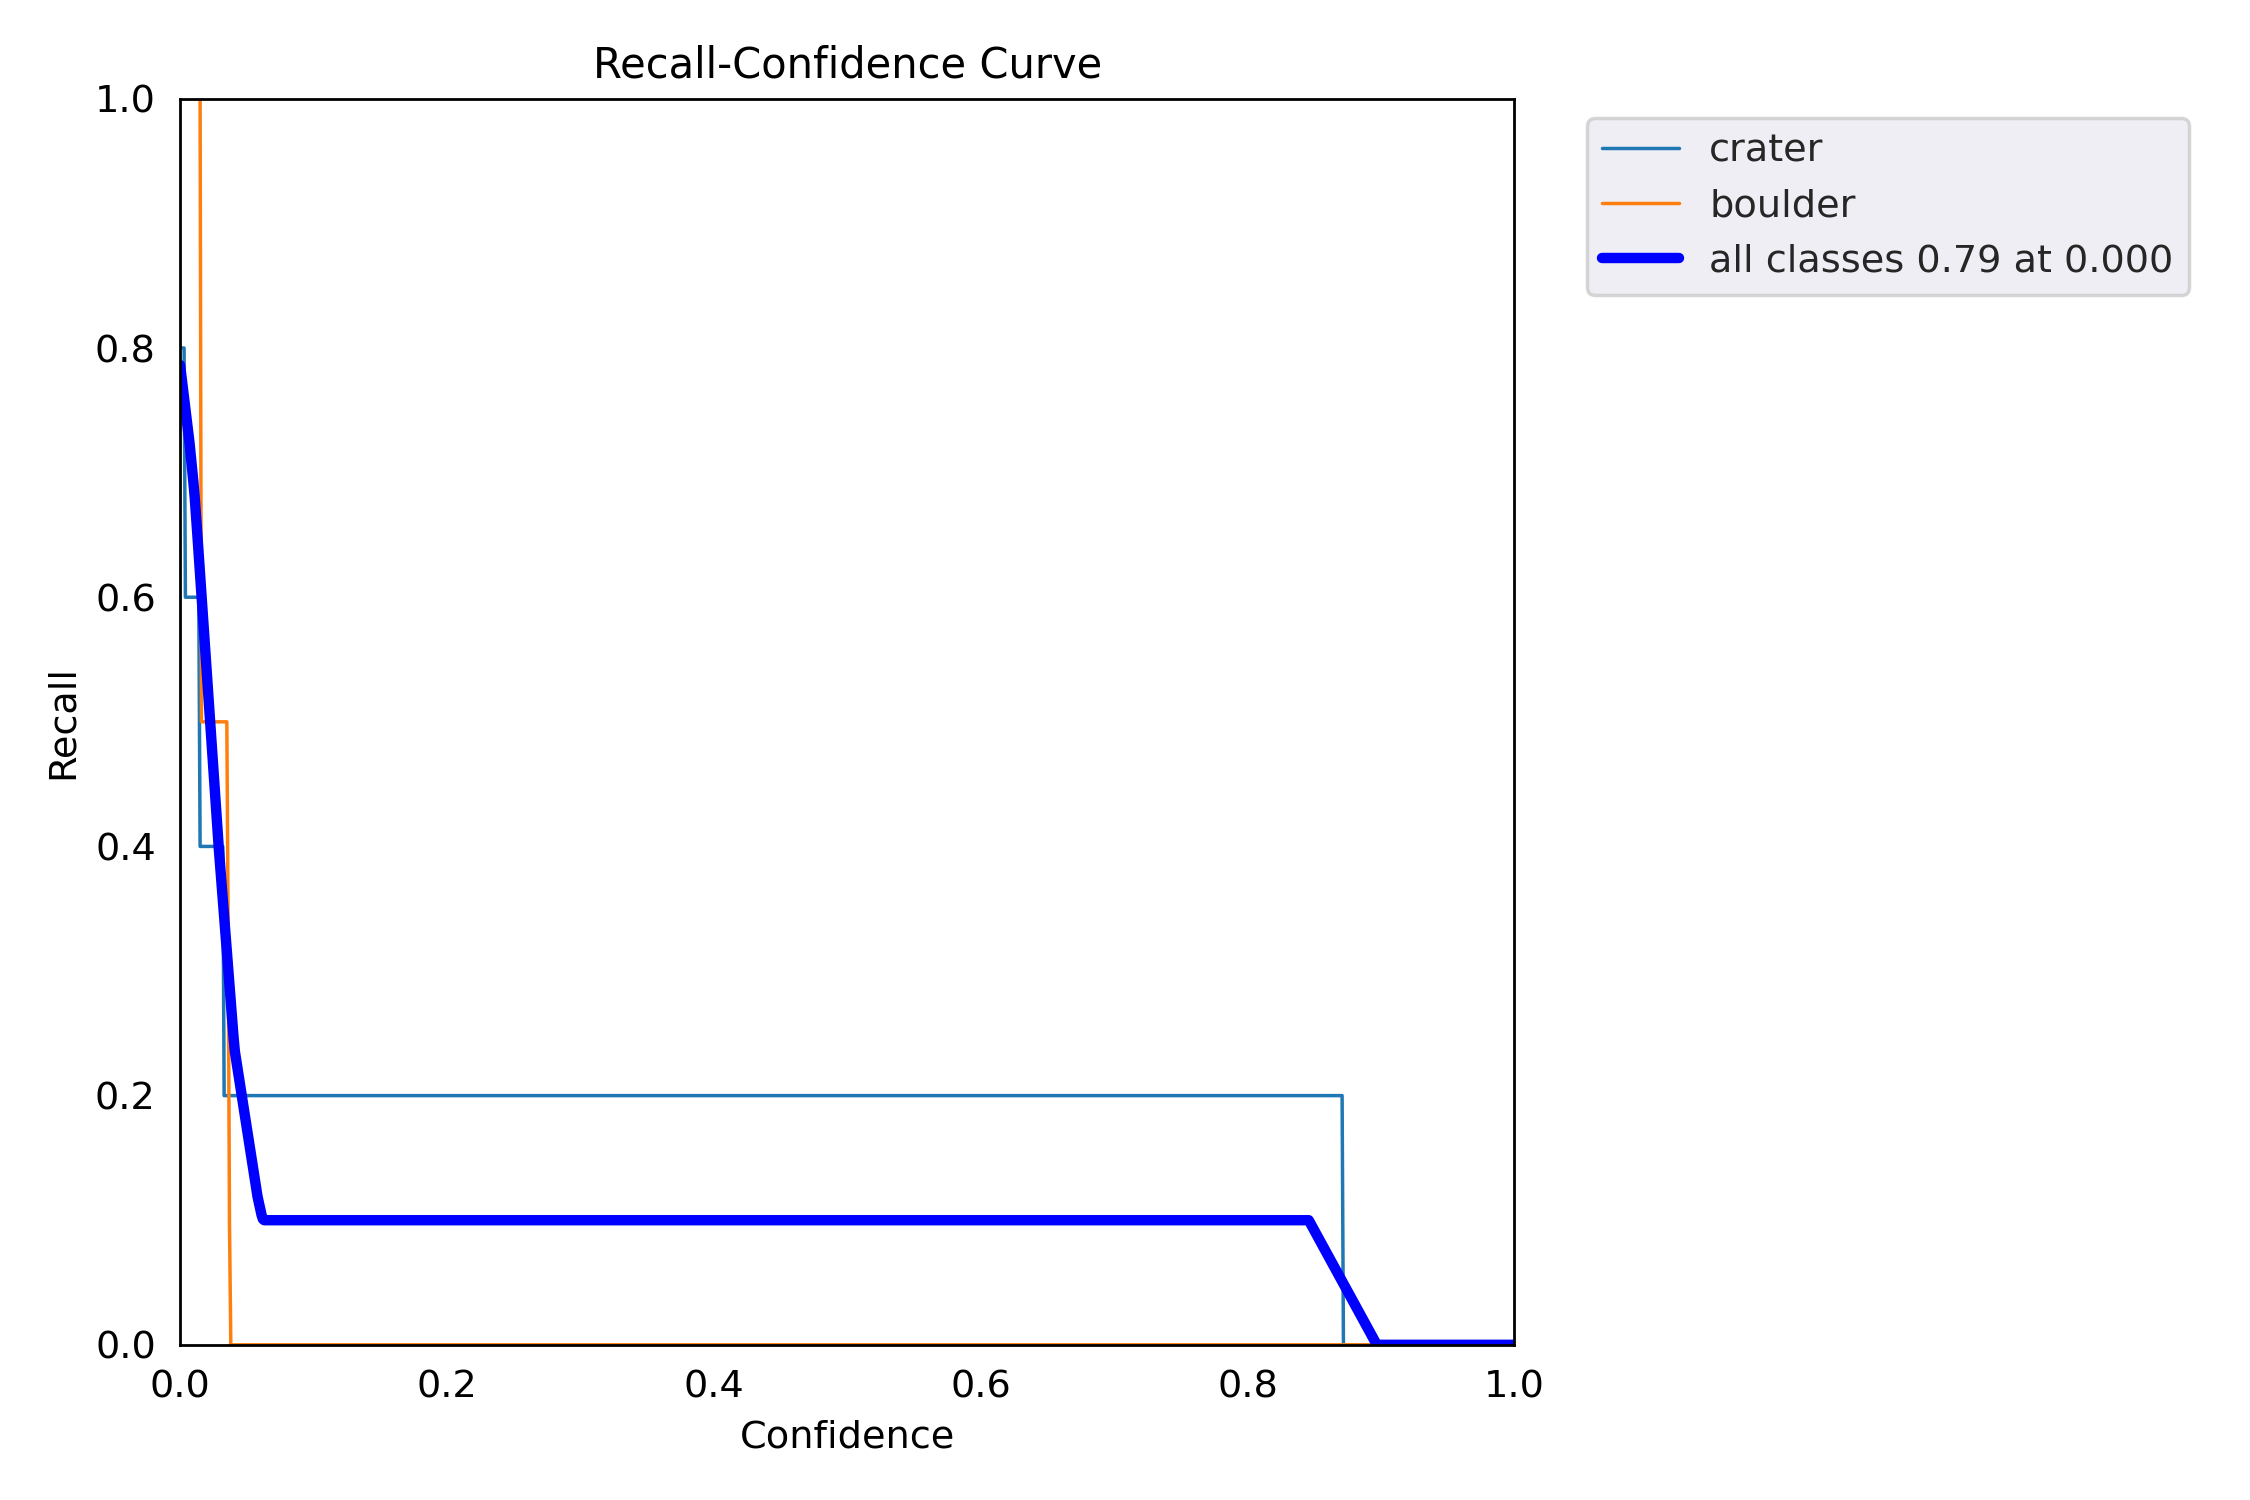 Recall-Confidence Curve
1.0
0.8
0.6
0.4
0.2
0.0
Recall
0.0 0.2 0.4 0.6 0.8 1.0
Confidence
crater
boulder
all classes 0.79 at 0.000